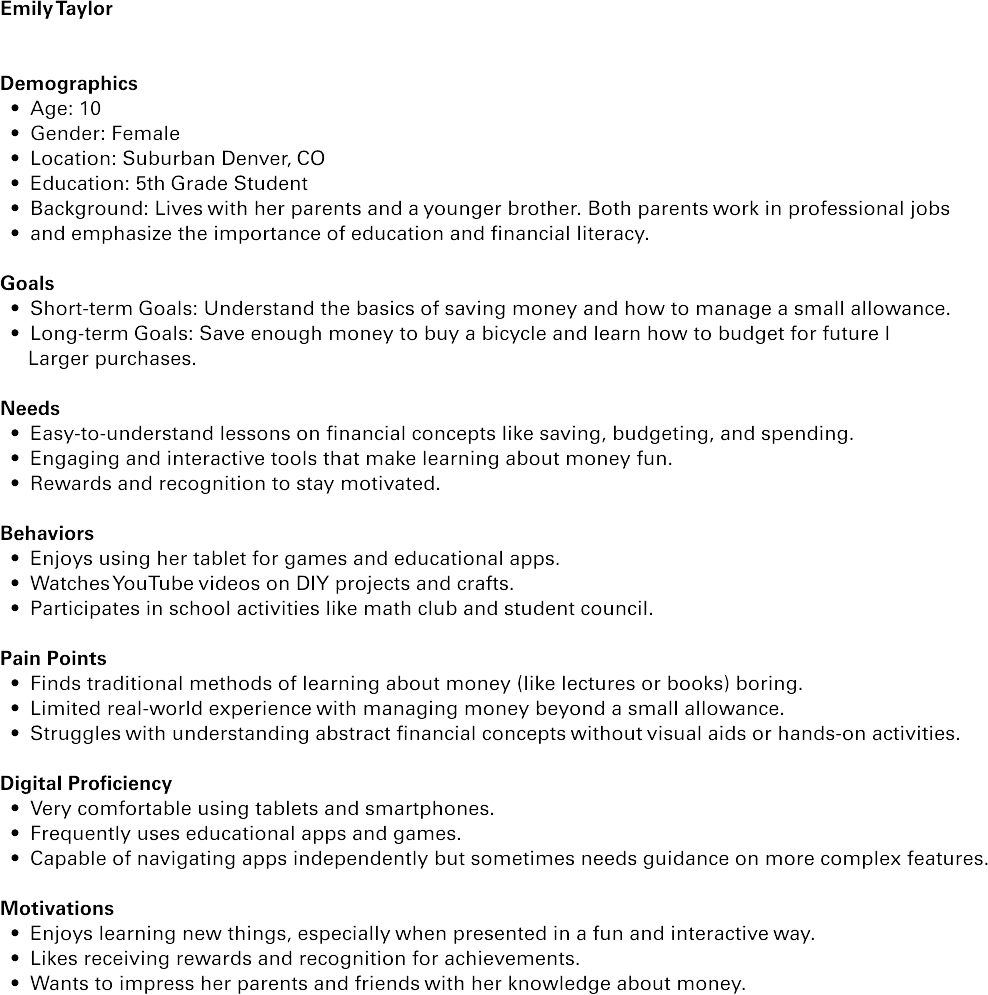 Emily Taylor
Demographics
• Age: 10
• Gender: Female
• Location: Suburban Denver, CO
• Education: 5th Grade Student
• Background: Lives with her parents and a younger brother. Both parents work in professional jobs
• and emphasize the importance of education and financial literacy.
Goals
• Short-term Goals: Understand the basics of saving money and how to manage a small allowance.
• Long-term Goals: Save enough money to buy a bicycle and learn how to budget for future l
Larger purchases.
Needs
• Easy-to-understand lessons on financial concepts like saving, budgeting, and spending.
• Engaging and interactive tools that make learning about money fun.
• Rewards and recognition to stay motivated.
Behaviors
• Enjoys using her tablet for games and educational apps.
• Watches YouTube videos on DIY projects and crafts.
• Participates in school activities like math club and student council.
Pain Points
• Finds traditional methods of learning about money (like lectures or books) boring.
• Limited real-world experience with managing money beyond a small allowance.
• Struggles with understanding abstract financial concepts without visual aids or hands-on activities.
Digital Proficiency
• Very comfortable using tablets and smartphones.
• Frequently uses educational apps and games.
• Capable of navigating apps independently but sometimes needs guidance on more complex features.
Motivations
• Enjoys learning new things, especially when presented in a fun and interactive way.
• Likes receiving rewards and recognition for achievements.
• Wants to impress her parents and friends with her knowledge about money.